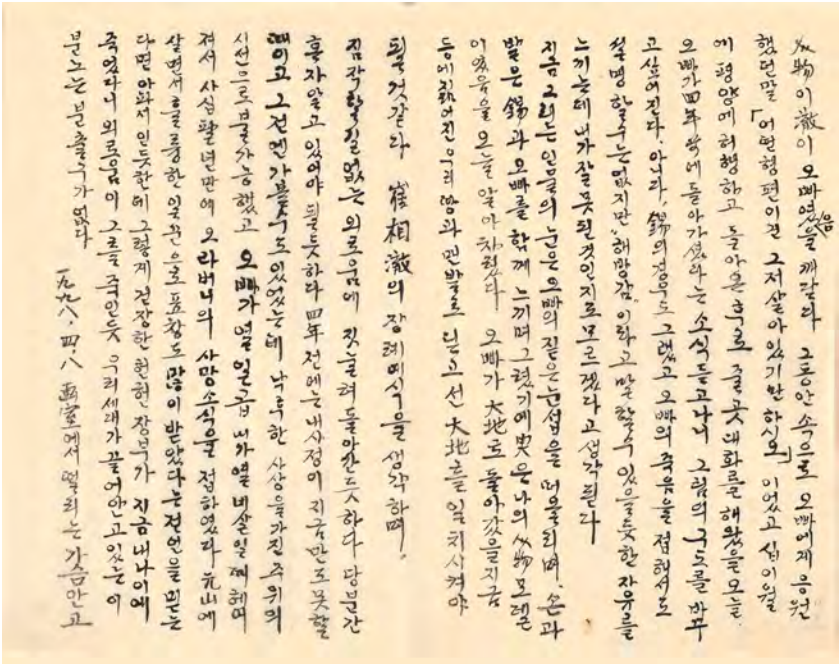 人物이 澈이 오빠였음을 깨닫다 그동안 속으로 오빠에게 응원
했던말 「어떤형편이건 그저살아있기만 하시오」 이었고 십이월
에 평양에 허행하고 돌아온 후로 줄곳 대화를 해왔을 오늘
오빠가 四年 이에 돌아가셨다는 소식듣고나니 그림의 구도를 바꾸
고 싶어진다. 아니라, 錫의 경우도 그랬고 오빠의 죽음을 접해서도
설명 할수는없지만 "해방감" 이라고 말할수 있을듯한 자유를
느끼는데 내가 잘못된 것인지도 모르겠다고 생각된다
지금 그리는 인물의 눈은 오빠의 짙은 눈섭을 떠올리며, 손과
발은 錫과 오빠를 함께 느끼며 그렸기에 은 나의 人物 모델
이었음을 오늘 알아차렸다! 오빠가 大地로 돌아갔을지금
등에 짊어진 우리 땅과 맨발로 딛고 선 大地를 일치시켜야
될것같다 崔相澈의 장례예식을 생각하며,
짐작할길없는 외로움에 짓눌려 돌아간듯 하다 당분간
혼자 알고 있어야 될듯하다 四年 전에는 내사정이 지금만도 못할
때이고 그전엔 가볼수도 있었는데 낙후한 사상을 가진 주위의
시선으로 불가능했고 오빠가 열일곱 내가 열네살일때 헤어
져서 사십팔년만에 오라버니의 사망소식을 접하였다 元山에
살면서 훌륭한 일꾼으로 표창도 많이 받았다는 전언을 믿는
다면 아파서 인듯한데 그렇게 건장한 헌헌장부가 지금 내나이에
죽었다니 외로움이 그를 죽인듯 우리세대가 끌어안고있는 이
분노는 분출구가 없다
一九九八. 四. 八 画室에서 떨리는 가슴안고